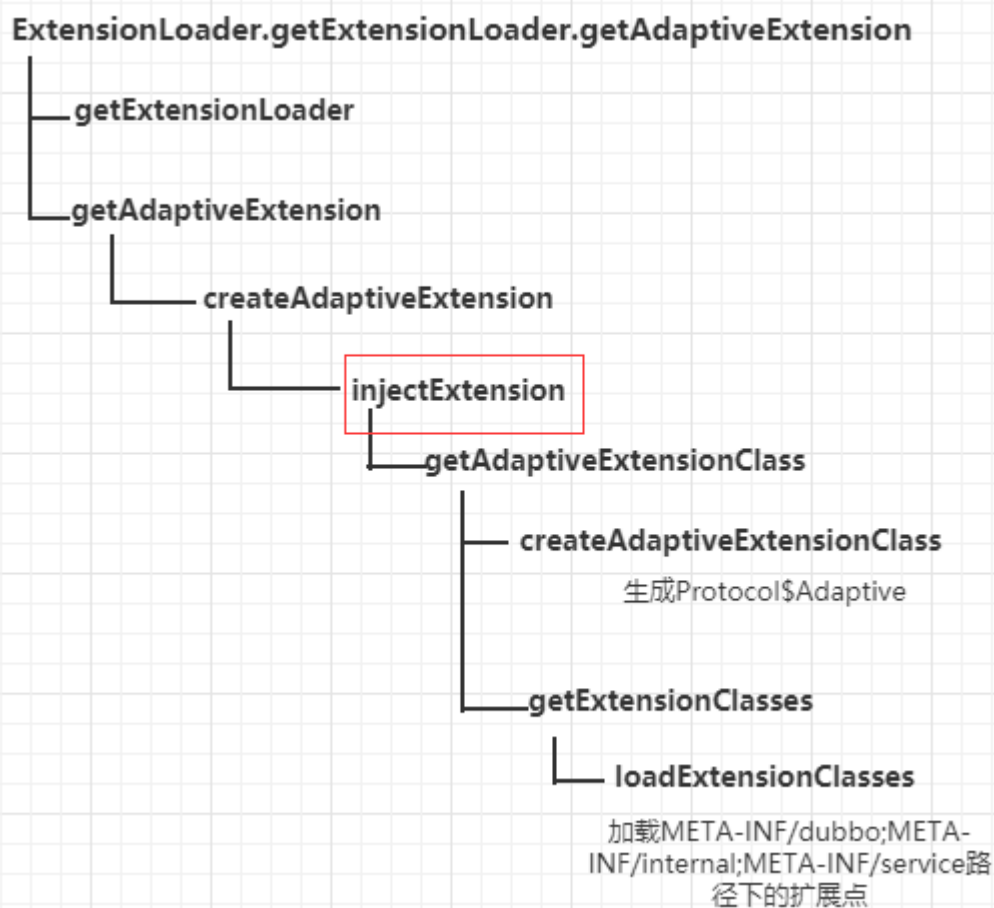 ExtensionLoader.getExtensionLoader.getAdaptiveExtension
getExtensionLoader
getAdaptiveExtension
createAdaptiveExtension
injectExtension
getAdaptiveExtensionClass
createAdaptiveExtensionClass
生成Protocol$Adaptive
getExtensionClasses
loadExtensionClasses
加载META-INF/dubbo;META-
INF/internal;META-INF/service路
径下的扩展点